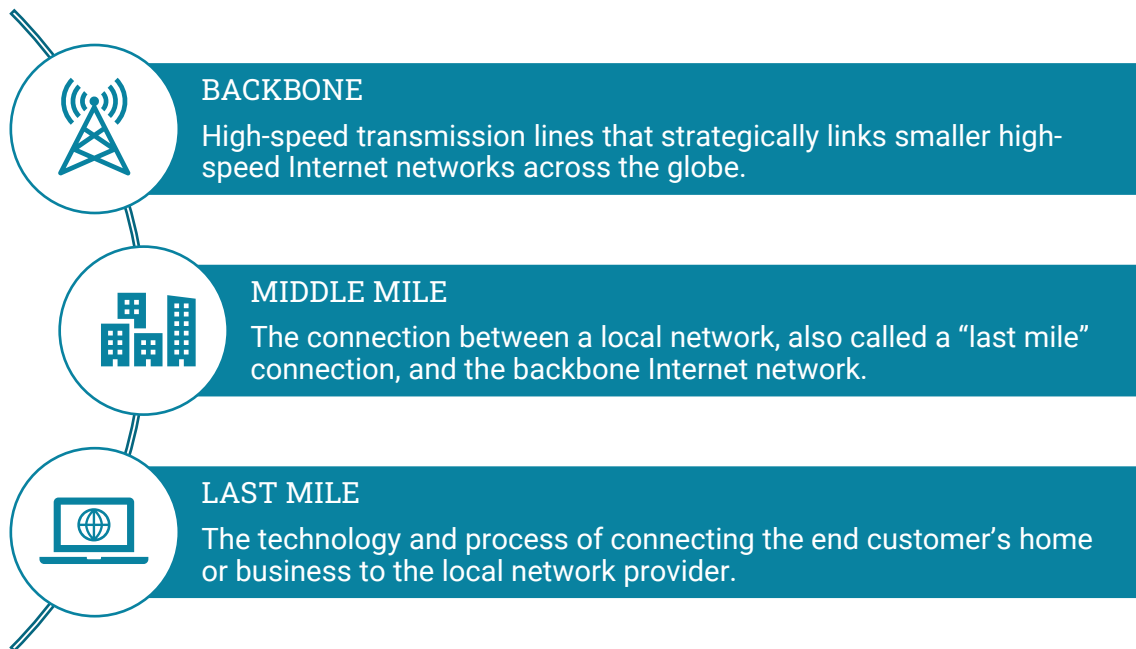 BACKBONE
High-speed transmission lines that strategically links smaller high-
speed Internet networks across the globe.
MIDDLE MILE
The connection between a local network, also called a “last mile”
connection, and the backbone Internet network.
LAST MILE
The technology and process of connecting the end customer’s home
or business to the local network provider.